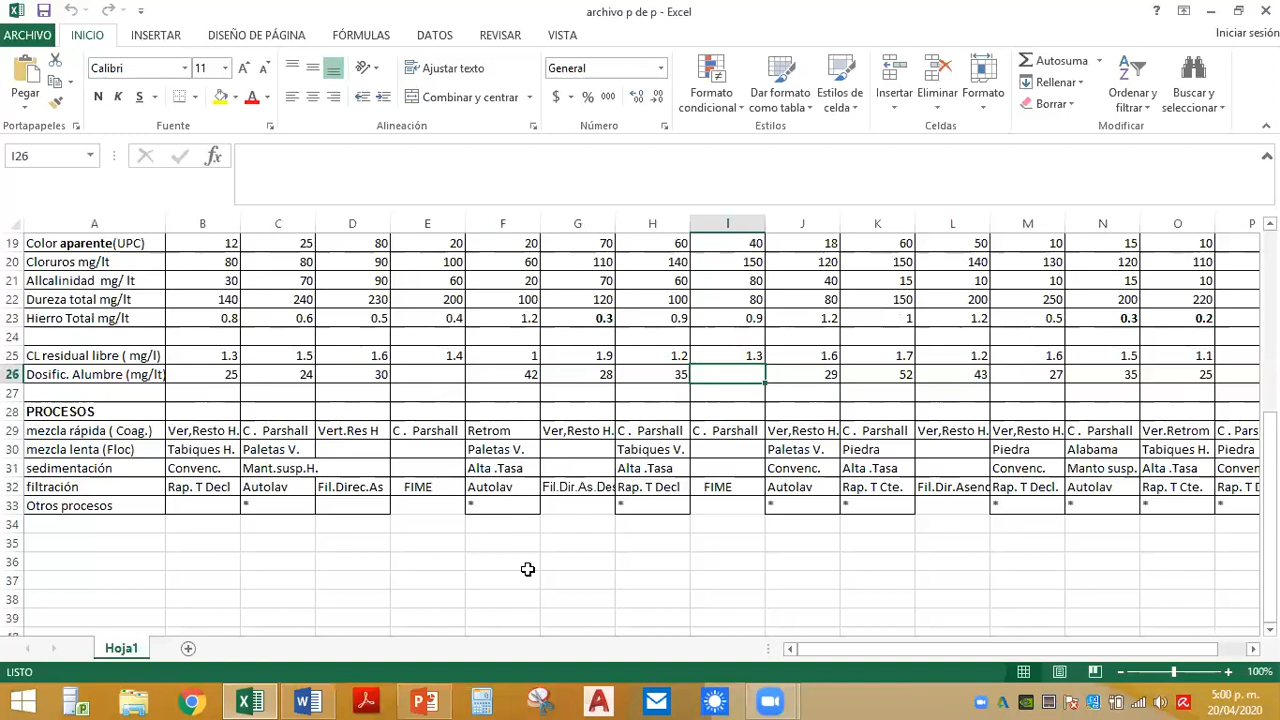 archivo p de p - Excel
ARCHIVO INICIO INSERTAR DISEÑO DE PÁGINA FÓRMULAS DATOS REVISAR VISTA Iniciar sesión
Calibri 11 Ajustar texto General Autosuma
Pegar Formato Dar formato Estilos de Insertar Eliminar Formato Rellenar Ordenar y Buscar y
N K S Combinar y centrar $ % 000 condicional como tabla celda Borrar filtrar seleccionar
Portapapeles Fuente Alineación Número Estilos Celdas Modificar
I26 fx
A B C D E F G H I J K L M N O P
19 Color aparente(UPC) 12 25 80 20 20 70 60 40 18 60 50 10 15 10
20 Cloruros mg/lt 80 80 90 100 60 110 140 150 120 150 140 130 120 110
21 Allcalinidad mg/ lt 30 70 90 60 20 70 60 80 40 15 10 10 15 10
22 Dureza total mg/lt 140 240 230 200 100 120 100 80 80 150 200 250 200 220
23 Hierro Total mg/lt 0.8 0.6 0.5 0.4 1.2 0.3 0.9 0.9 1.2 1 1.2 0.5 0.3 0.2
24
25 CL residual libre ( mg/l) 1.3 1.5 1.6 1.4 1 1.9 1.2 1.3 1.6 1.7 1.2 1.6 1.5 1.1
26 Dosific. Alumbre (mg/lt) 25 24 30 42 28 35 29 52 43 27 35 25
27
28 PROCESOS
29 mezcla rápida ( Coag.) Ver,Resto H. C . Parshall Vert.Res H C . Parshall Retrom Ver,Resto H. C . Parshall C . Parshall Ver,Resto H. C . Parshall Ver,Resto H. Ver,Resto H. C . Parshall Ver.Retrom C . Pars
30 mezcla lenta (Floc) Tabiques H. Paletas V. Paletas V. Tabiques H. Paletas V. Piedra Piedra Alabama Tabiques H. Piedra
31 sedimentación Convenc. Mant.susp.H. Alta .Tasa Alta .Tasa Convenc. Alta .Tasa Convenc. Manto susp. Alta .Tasa Conven
32 filtración Rap. T Decl Autolav Fil.Direc.As FIME Autolav Fil.Dir.As.Des Rap. T Decl FIME Autolav Rap. T Cte. Fil.Dir.Asend Rap. T Decl. Autolav Rap. T Cte. Rap. T D
33 Otros procesos * * * * * * * * *
34
35
36
37
38
39
Hoja1
LISTO 100%
5:00 p. m.
20/04/2020